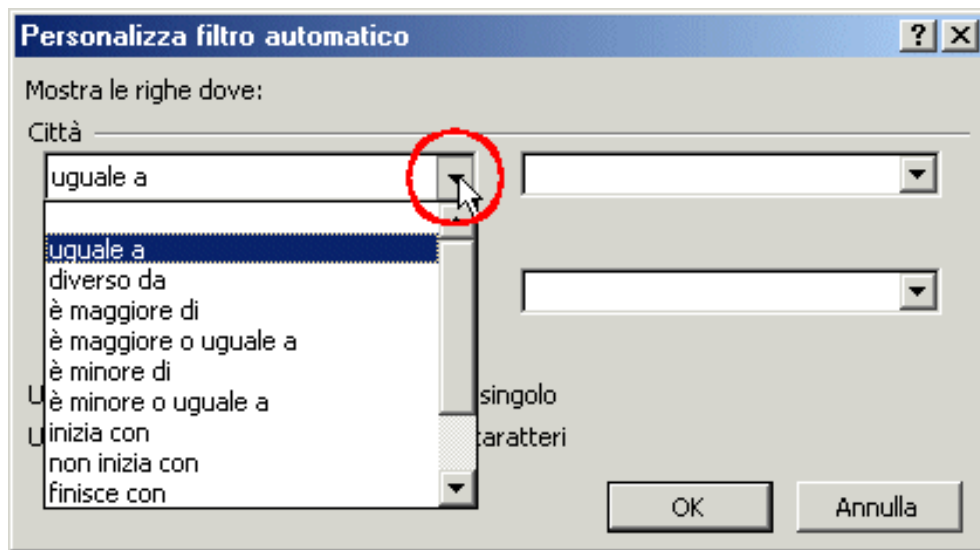 Personalizza filtro automatico
Mostra le righe dove:
Città
uguale a
uguale a
diverso da
è maggiore di
è maggiore o uguale a
è minore di
è minore o uguale a
singolo
inizia con
caratteri
non inizia con
finisce con
OK
Annulla